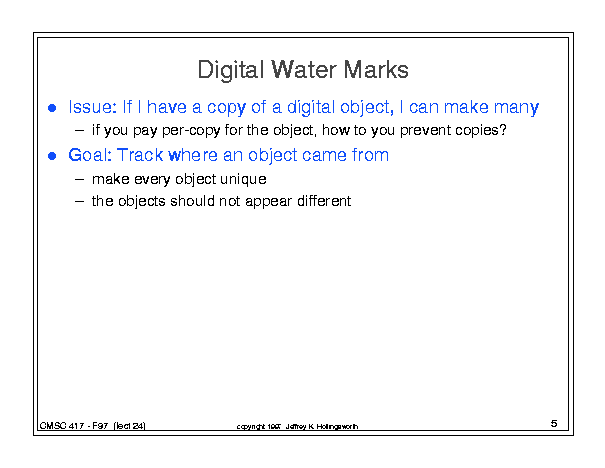 Digital Water Marks
● Issue: If I have a copy of a digital object, I can make many
– if you pay per-copy for the object, how to you prevent copies?
● Goal: Track where an object came from
– make every object unique
– the objects should not appear different
CMSC 417 - F97 (lect 24)
copyright 1997 Jeffrey K. Hollingsworth
5